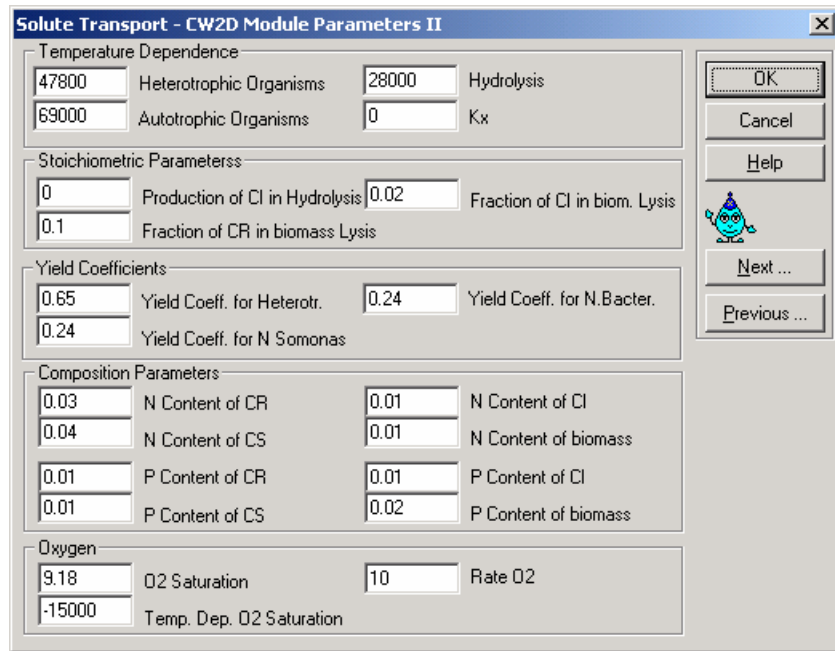 Solute Transport - CW2D Module Parameters II
Temperature Dependence
47800 Heterotrophic Organisms 28000 Hydrolysis
69000 Autotrophic Organisms 0 Kx
Stoichiometric Parameterss
0 Production of CI in Hydrolysis 0.02 Fraction of CI in biom. Lysis
0.1 Fraction of CR in biomass Lysis
Yield Coefficients
0.65 Yield Coeff. for Heterotr. 0.24 Yield Coeff. for N.Bacter.
0.24 Yield Coeff. for N Somonas
Composition Parameters
0.03 N Content of CR 0.01 N Content of CI
0.04 N Content of CS 0.01 N Content of biomass
0.01 P Content of CR 0.01 P Content of CI
0.01 P Content of CS 0.02 P Content of biomass
Oxygen
9.18 O2 Saturation 10 Rate O2
-15000 Temp. Dep. O2 Saturation
OK
Cancel
Help
Next ...
Previous ...